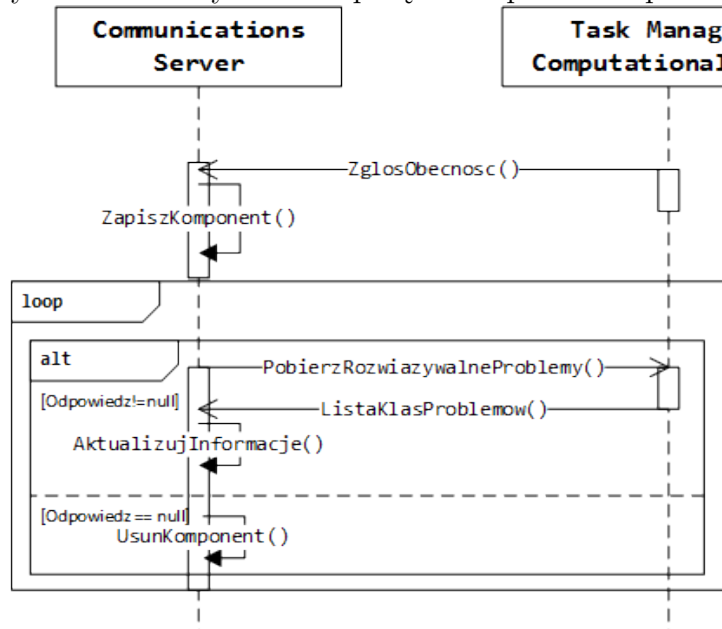 Communications
Server
Task Manag
Computational
ZglosObecnosc()
ZapiszKomponent()
loop
alt
PobierzRozwiazywalneProblemy()
[Odpowiedz!=null]
ListaKlasProblemow()
AktualizujInformacje()
[Odpowiedz == null]
UsunKomponent()